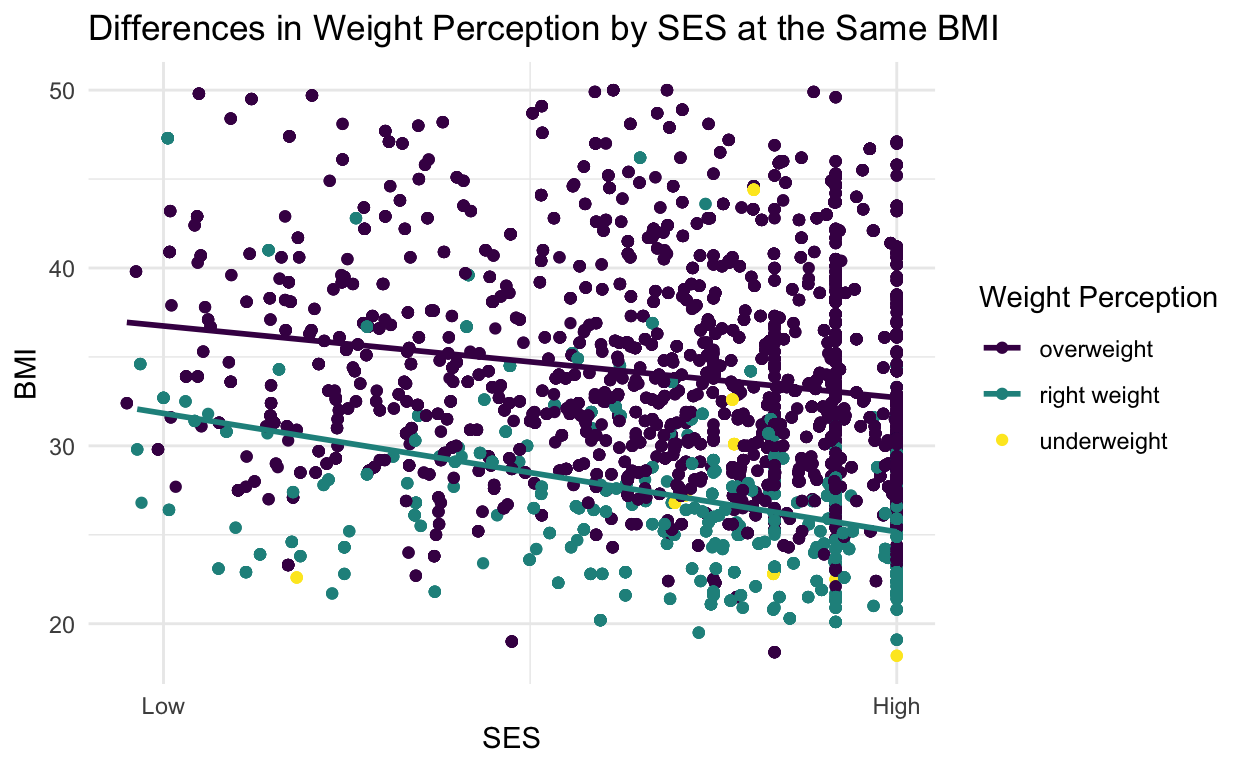 Differences in Weight Perception by SES at the Same BMI
50
40
30
20
BMI
Low
High
SES
Weight Perception
overweight
right weight
underweight